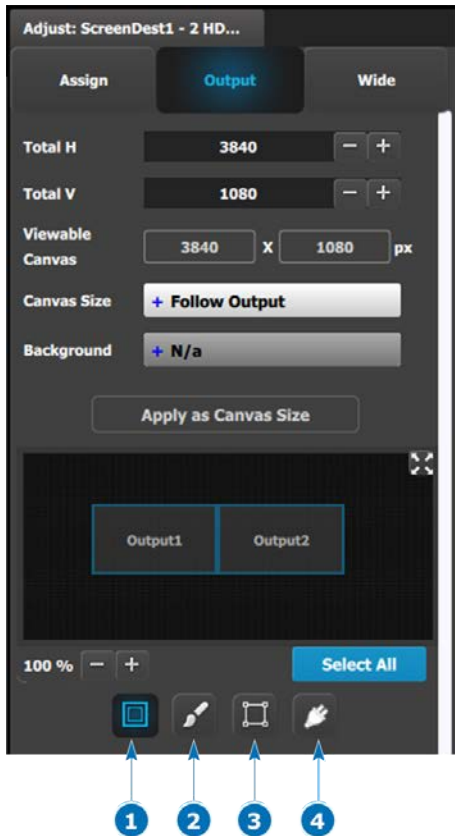 Adjust: ScreenDest1 - 2 HD...
Assign
Output
Wide
Total H
3840
− +
Total V
1080
− +
Viewable
Canvas
3840
X
1080
px
Canvas Size
+ Follow Output
Background
+ N/a
Apply as Canvas Size
Output1
Output2
100 %
− +
Select All
1
2
3
4